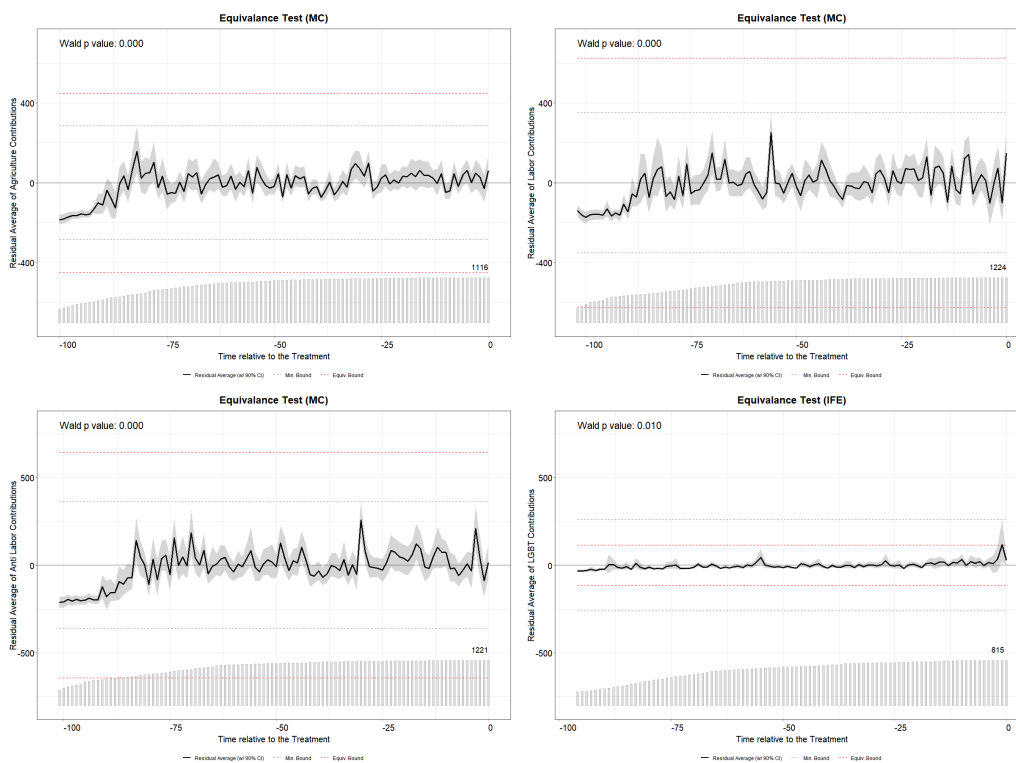 Equivalance Test (MC)
Wald p value: 0.000
Residual Average of Agriculture Contributions
400
0
-400
1116
-100 -75 -50 -25 0
Time relative to the Treatment
Residual Average (w/ 90% CI) Min. Bound Equiv. Bound
Equivalance Test (MC)
Wald p value: 0.000
Residual Average of Labor Contributions
400
0
-400
1224
-100 -75 -50 -25 0
Time relative to the Treatment
Residual Average (w/ 90% CI) Min. Bound Equiv. Bound
Equivalance Test (MC)
Wald p value: 0.000
Residual Average of Anti Labor Contributions
500
0
-500
1221
-100 -75 -50 -25 0
Time relative to the Treatment
Residual Average (w/ 90% CI) Min. Bound Equiv. Bound
Equivalance Test (IFE)
Wald p value: 0.010
Residual Average of LGBT Contributions
500
0
-500
815
-100 -75 -50 -25 0
Time relative to the Treatment
Residual Average (w/ 90% CI) Min. Bound Equiv. Bound